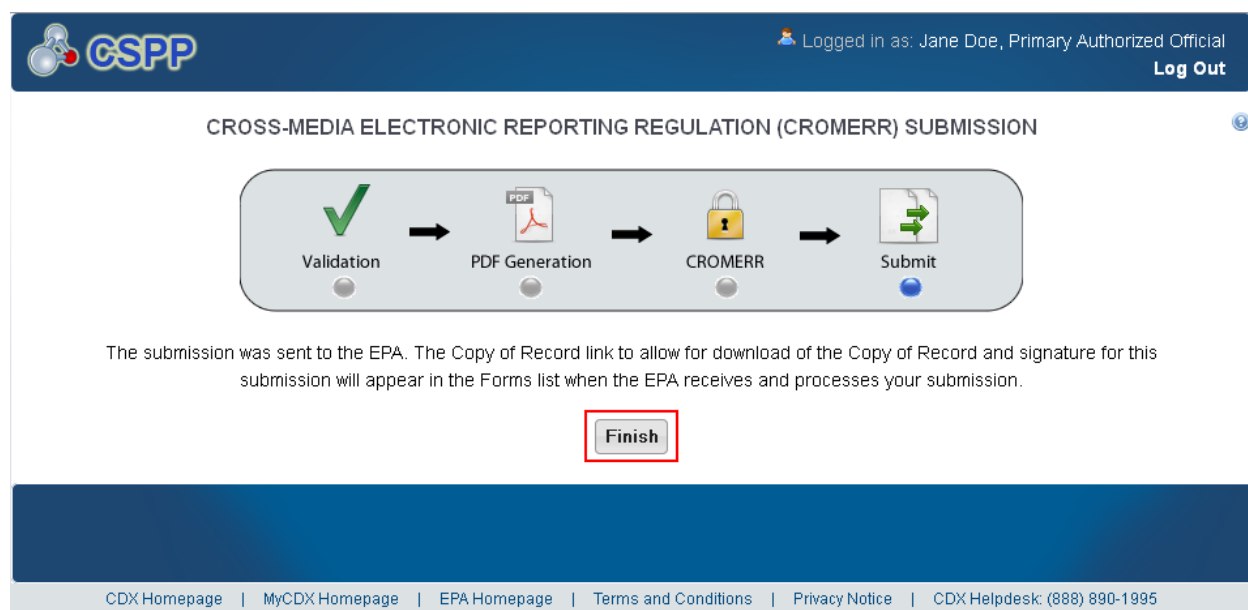 CSPP
Logged in as: Jane Doe, Primary Authorized Official
Log Out
CROSS-MEDIA ELECTRONIC REPORTING REGULATION (CROMERR) SUBMISSION
?
PDF
Validation
PDF Generation
CROMERR
Submit
The submission was sent to the EPA. The Copy of Record link to allow for download of the Copy of Record and signature for this
submission will appear in the Forms list when the EPA receives and processes your submission.
Finish
CDX Homepage | MyCDX Homepage | EPA Homepage | Terms and Conditions | Privacy Notice | CDX Helpdesk: (888) 890-1995